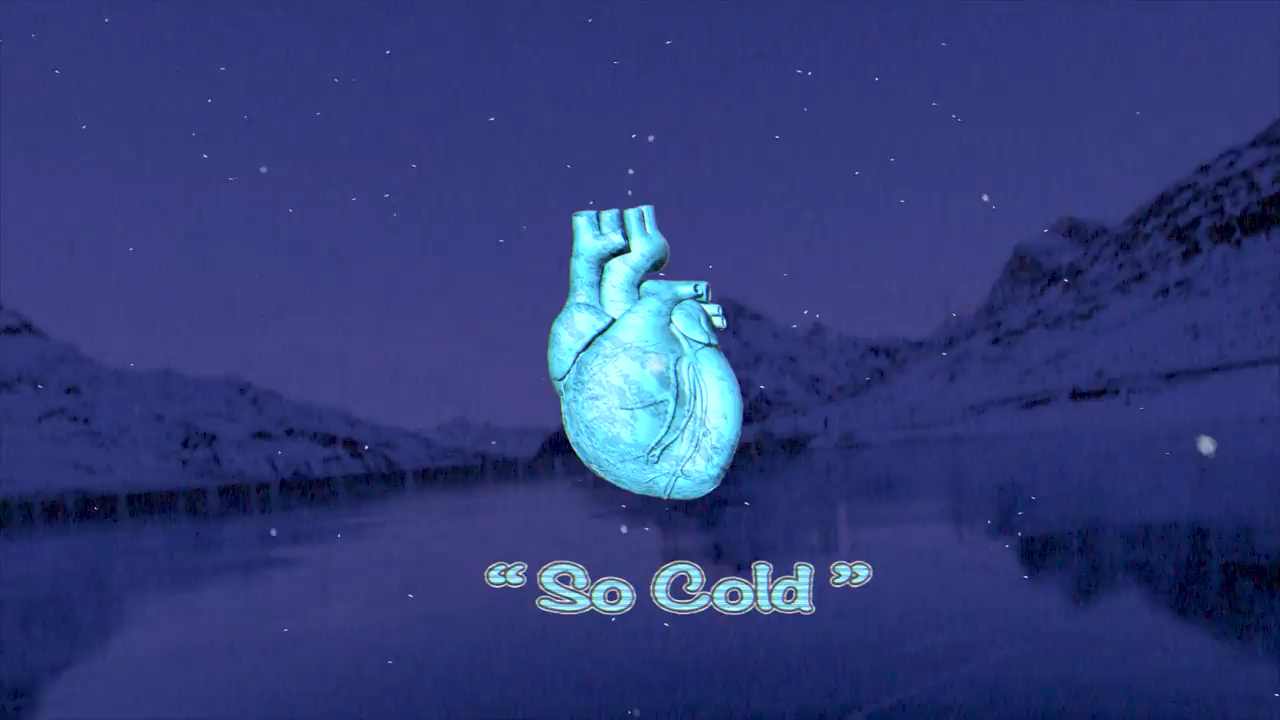 “ So Cold ”